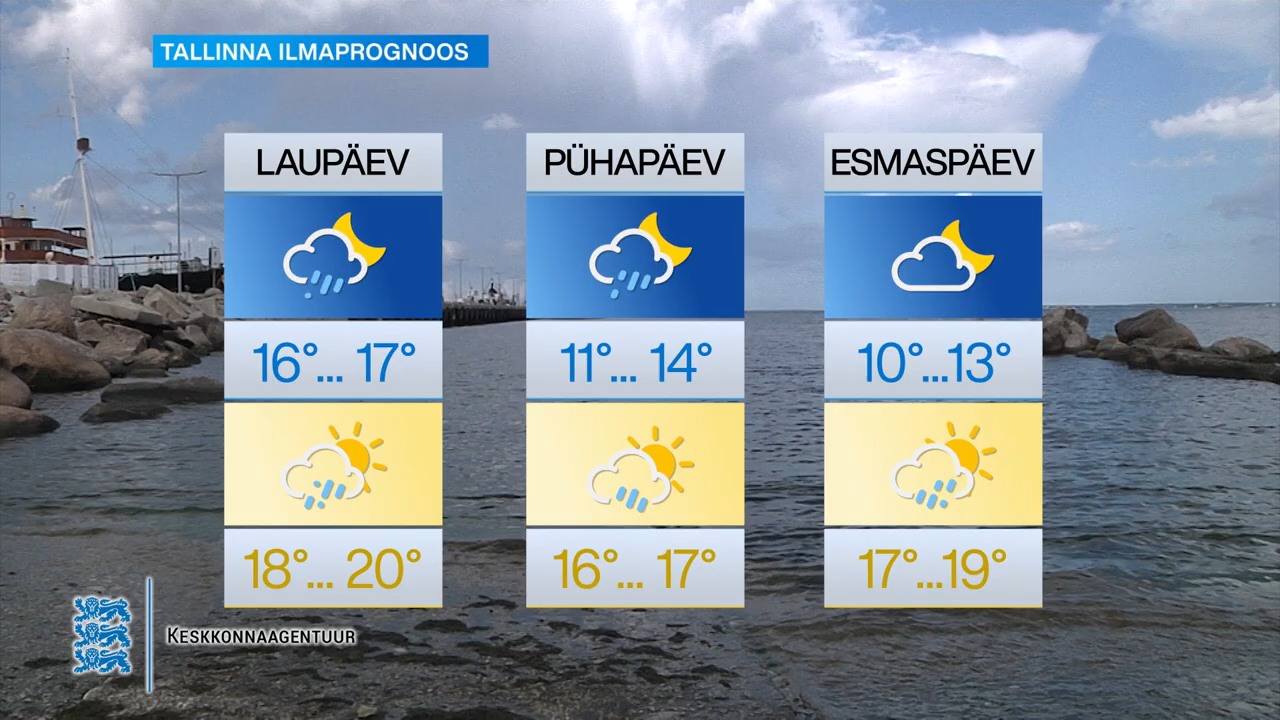 TALLINNA ILMAPROGNOOS
LAUPÄEV
16°... 17°
18°... 20°
PÜHAPÄEV
11°... 14°
16°... 17°
ESMASPÄEV
10°...13°
17°...19°
KESKKONNAAGENTUUR